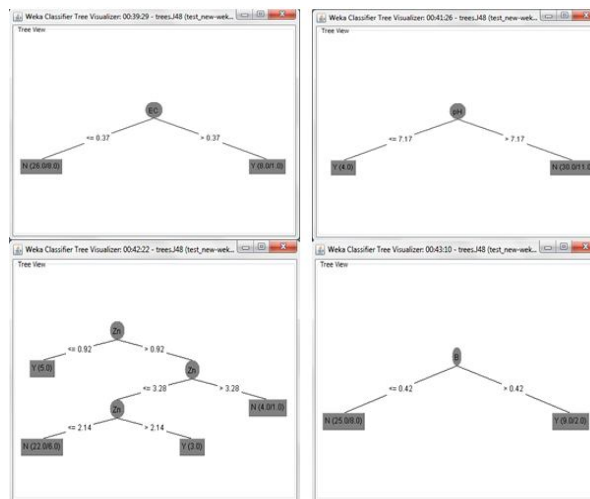 Weka Classifier Tree Visualizer: 00:39:29 - trees.J48 (test_new-wek...
Tree View
EC
<= 0.37
> 0.37
N (26.0/8.0)
Y (8.0/1.0)
Weka Classifier Tree Visualizer: 00:41:26 - trees.J48 (test_new-wek...
Tree View
pH
<= 7.17
> 7.17
Y (4.0)
N (30.0/11.0)
Weka Classifier Tree Visualizer: 00:42:22 - trees.J48 (test_new-wek...
Tree View
Zn
<= 0.92
> 0.92
Y (5.0)
Zn
<= 3.28
> 3.28
Zn
N (4.0/1.0)
<= 2.14
> 2.14
N (22.0/6.0)
Y (3.0)
Weka Classifier Tree Visualizer: 00:43:10 - trees.J48 (test_new-wek...
Tree View
B
<= 0.42
> 0.42
N (25.0/8.0)
Y (9.0/2.0)